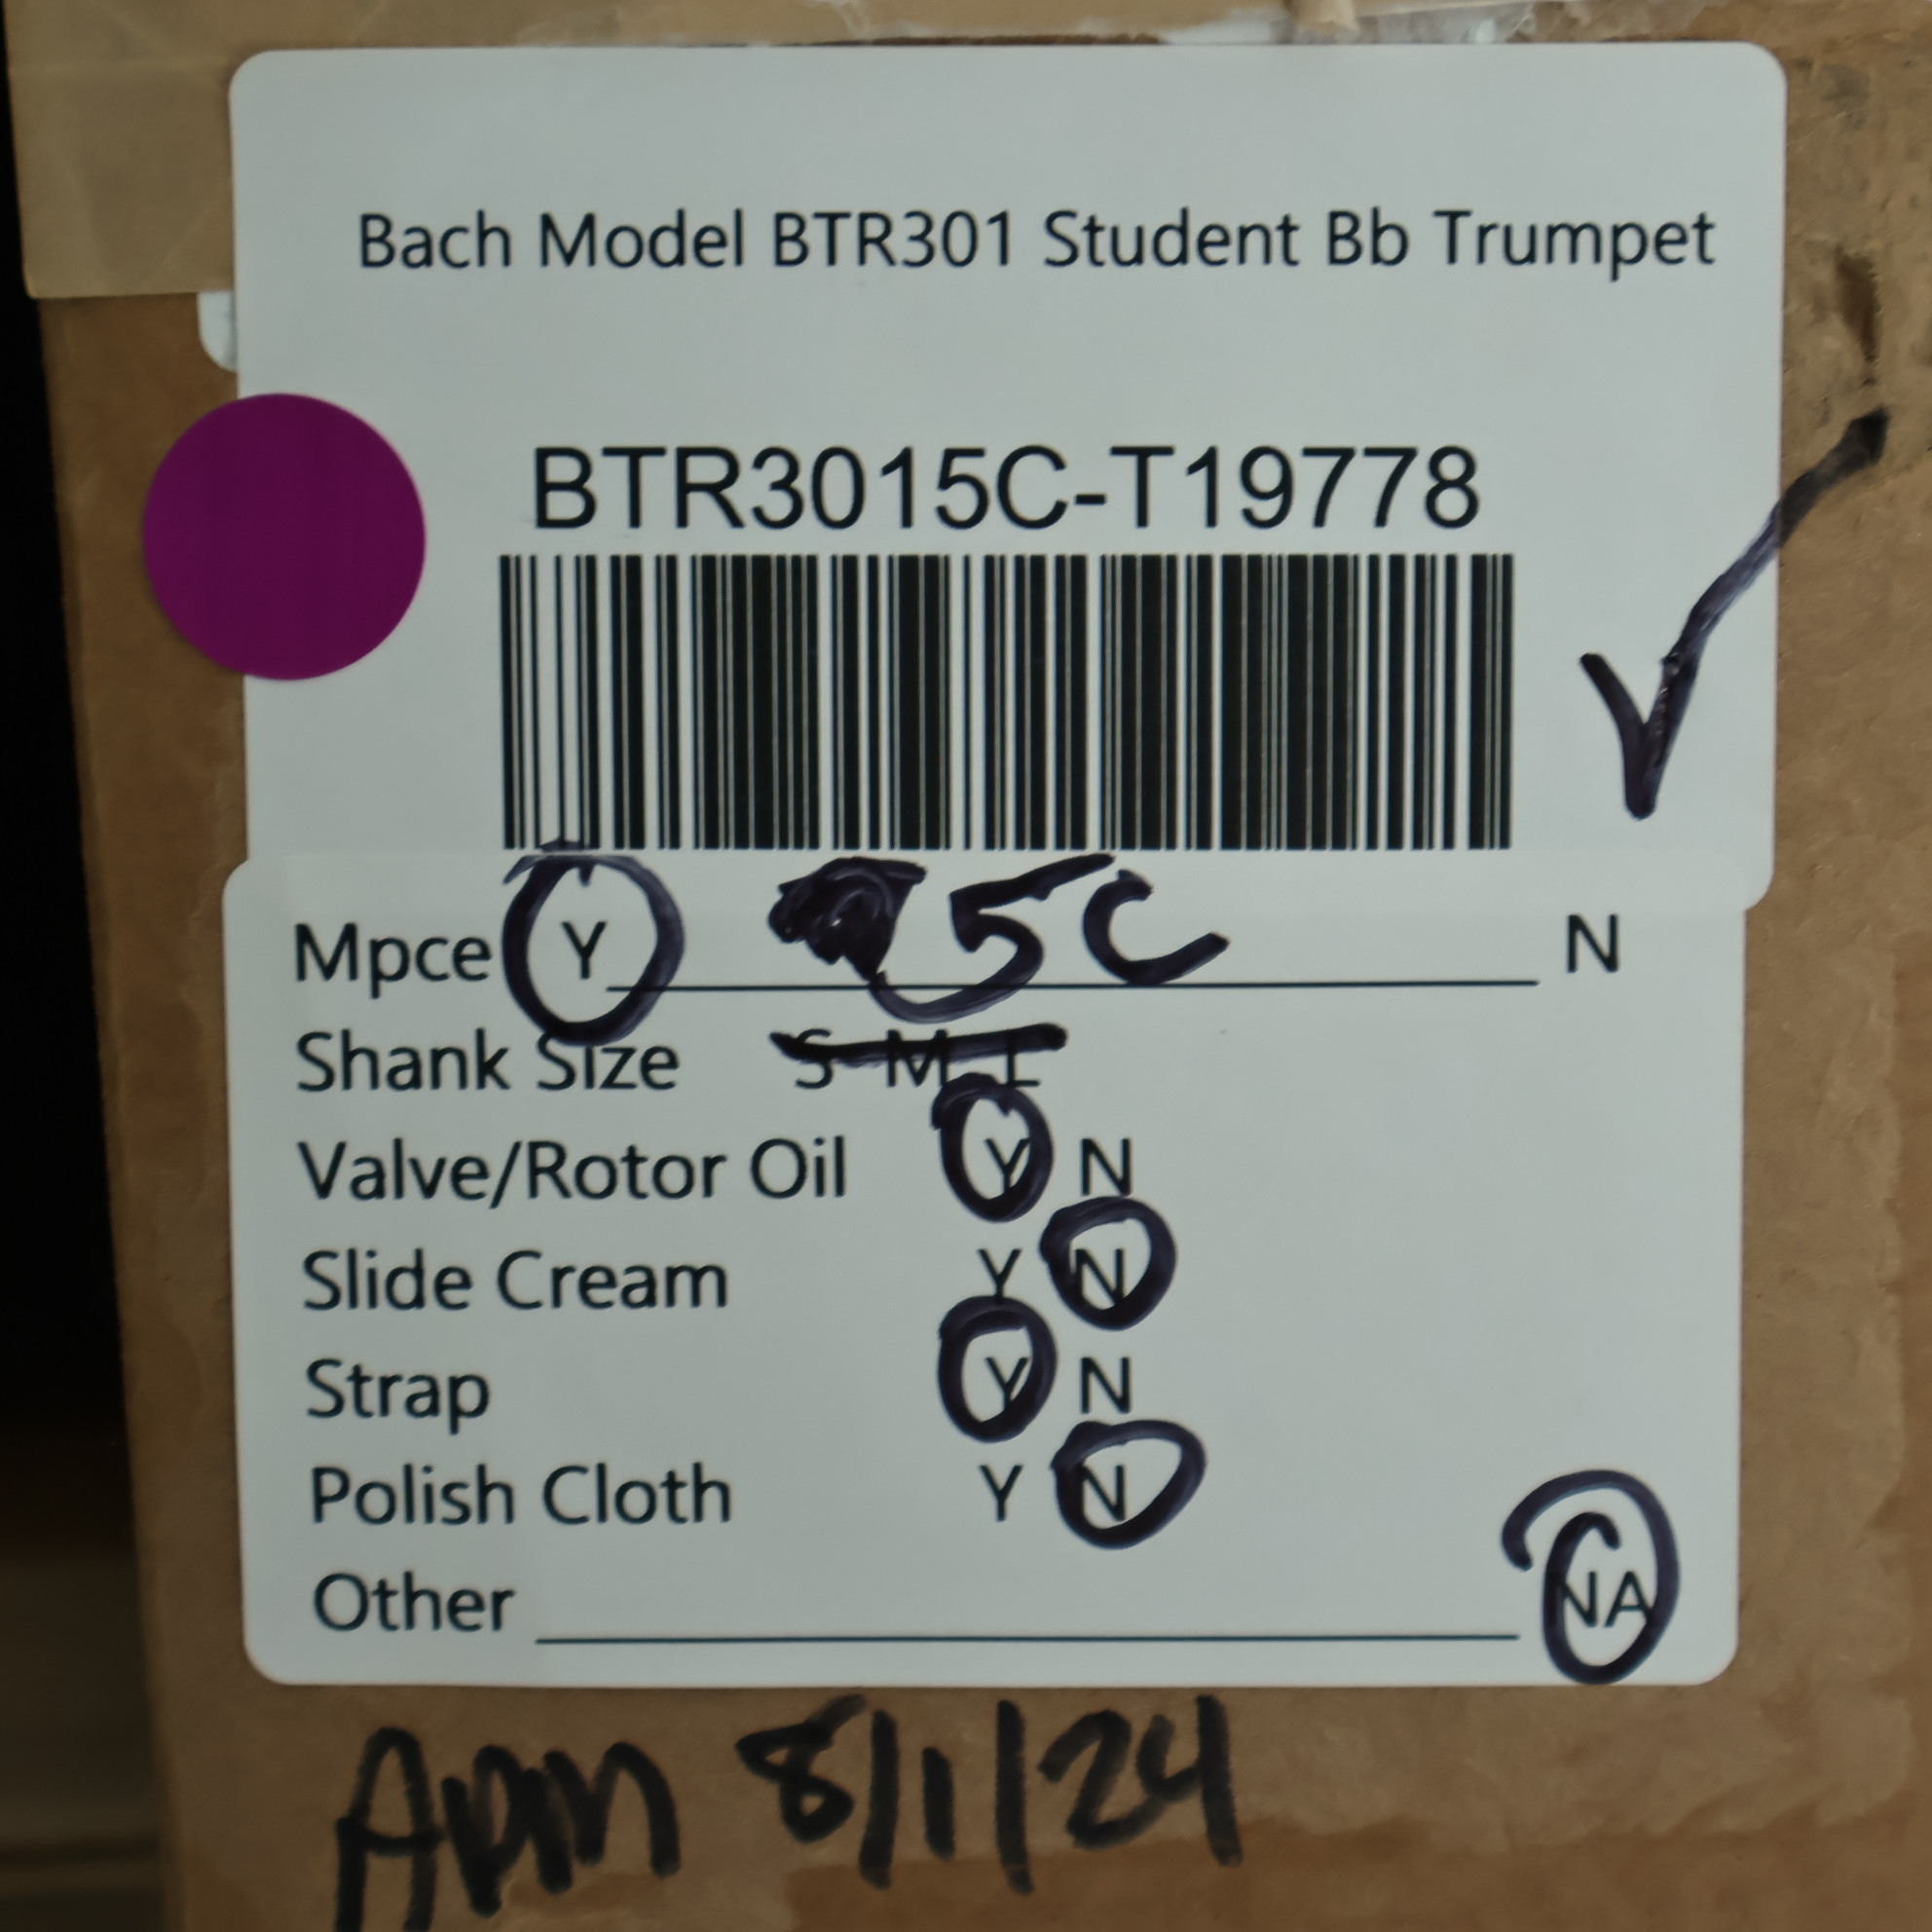 Bach Model BTR301 Student Bb Trumpet
BTR3015C-T19778
Mpce Y 5C N
Shank Size S M L
Valve/Rotor Oil Y N
Slide Cream Y N
Strap Y N
Polish Cloth Y N
Other NA
8/1/24